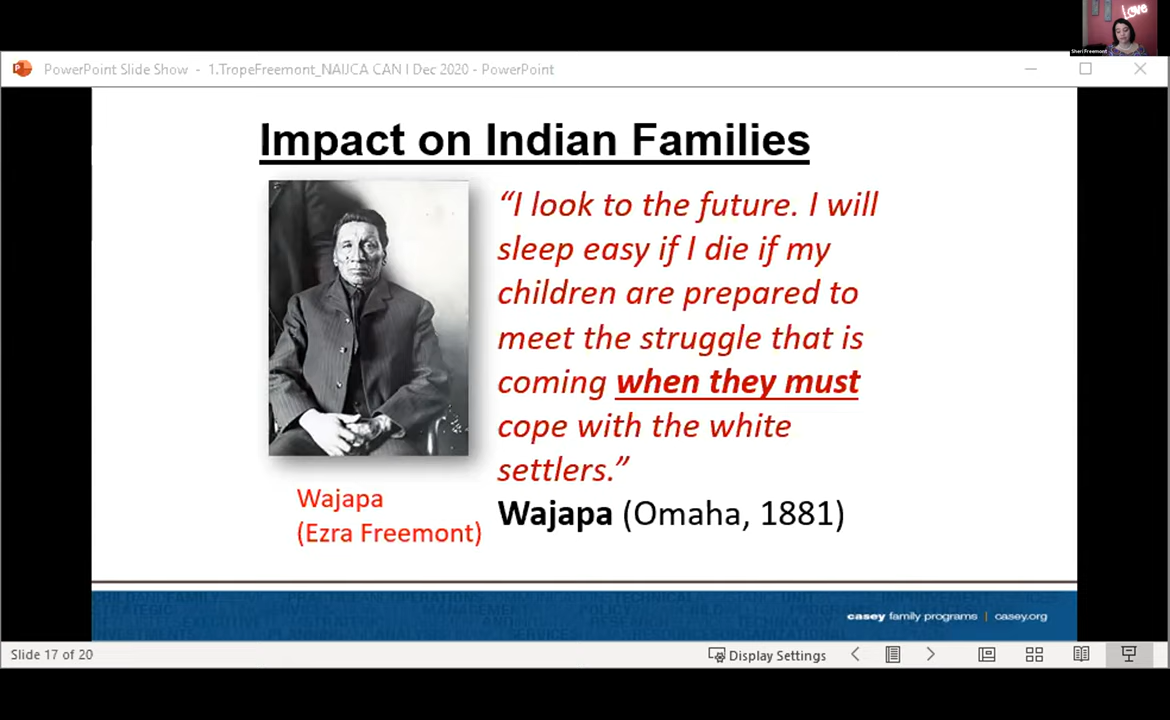 Love
Sheri Freemont
PowerPoint Slide Show - 1.TropeFreemont_NAIJCA CAN I Dec 2020 - PowerPoint
Impact on Indian Families
“I look to the future. I will
sleep easy if I die if my
children are prepared to
meet the struggle that is
coming when they must
cope with the white
settlers.”
Wajapa
(Ezra Freemont)
Wajapa (Omaha, 1881)
casey family programs | casey.org
Slide 17 of 20
Display Settings